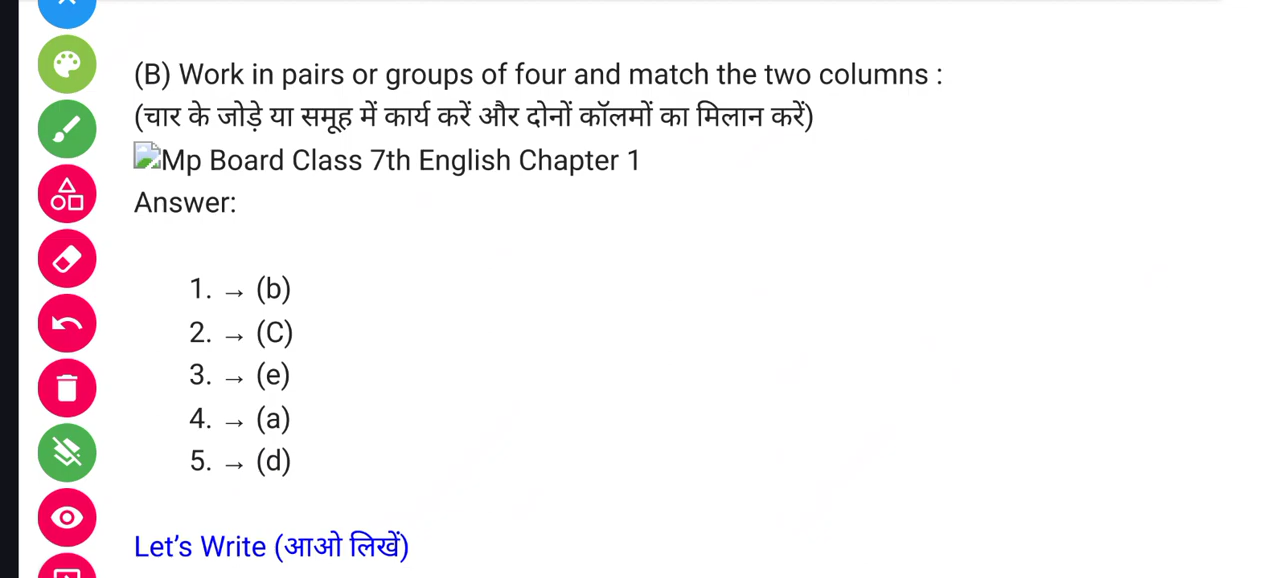 (B) Work in pairs or groups of four and match the two columns :
(चार के जोड़े या समूह में कार्य करें और दोनों कॉलमों का मिलान करें)
Mp Board Class 7th English Chapter 1
Answer:
1. → (b)
2. → (C)
3. → (e)
4. → (a)
5. → (d)
Let's Write (आओ लिखें)